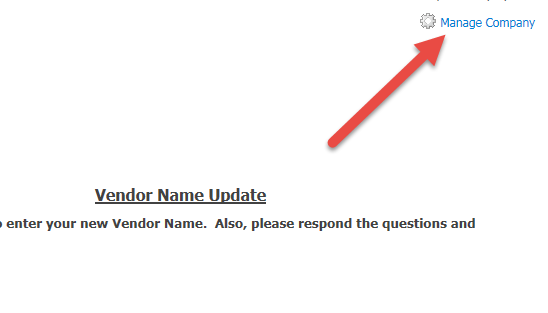 Manage Company
Vendor Name Update
enter your new Vendor Name.  Also, please respond the questions and